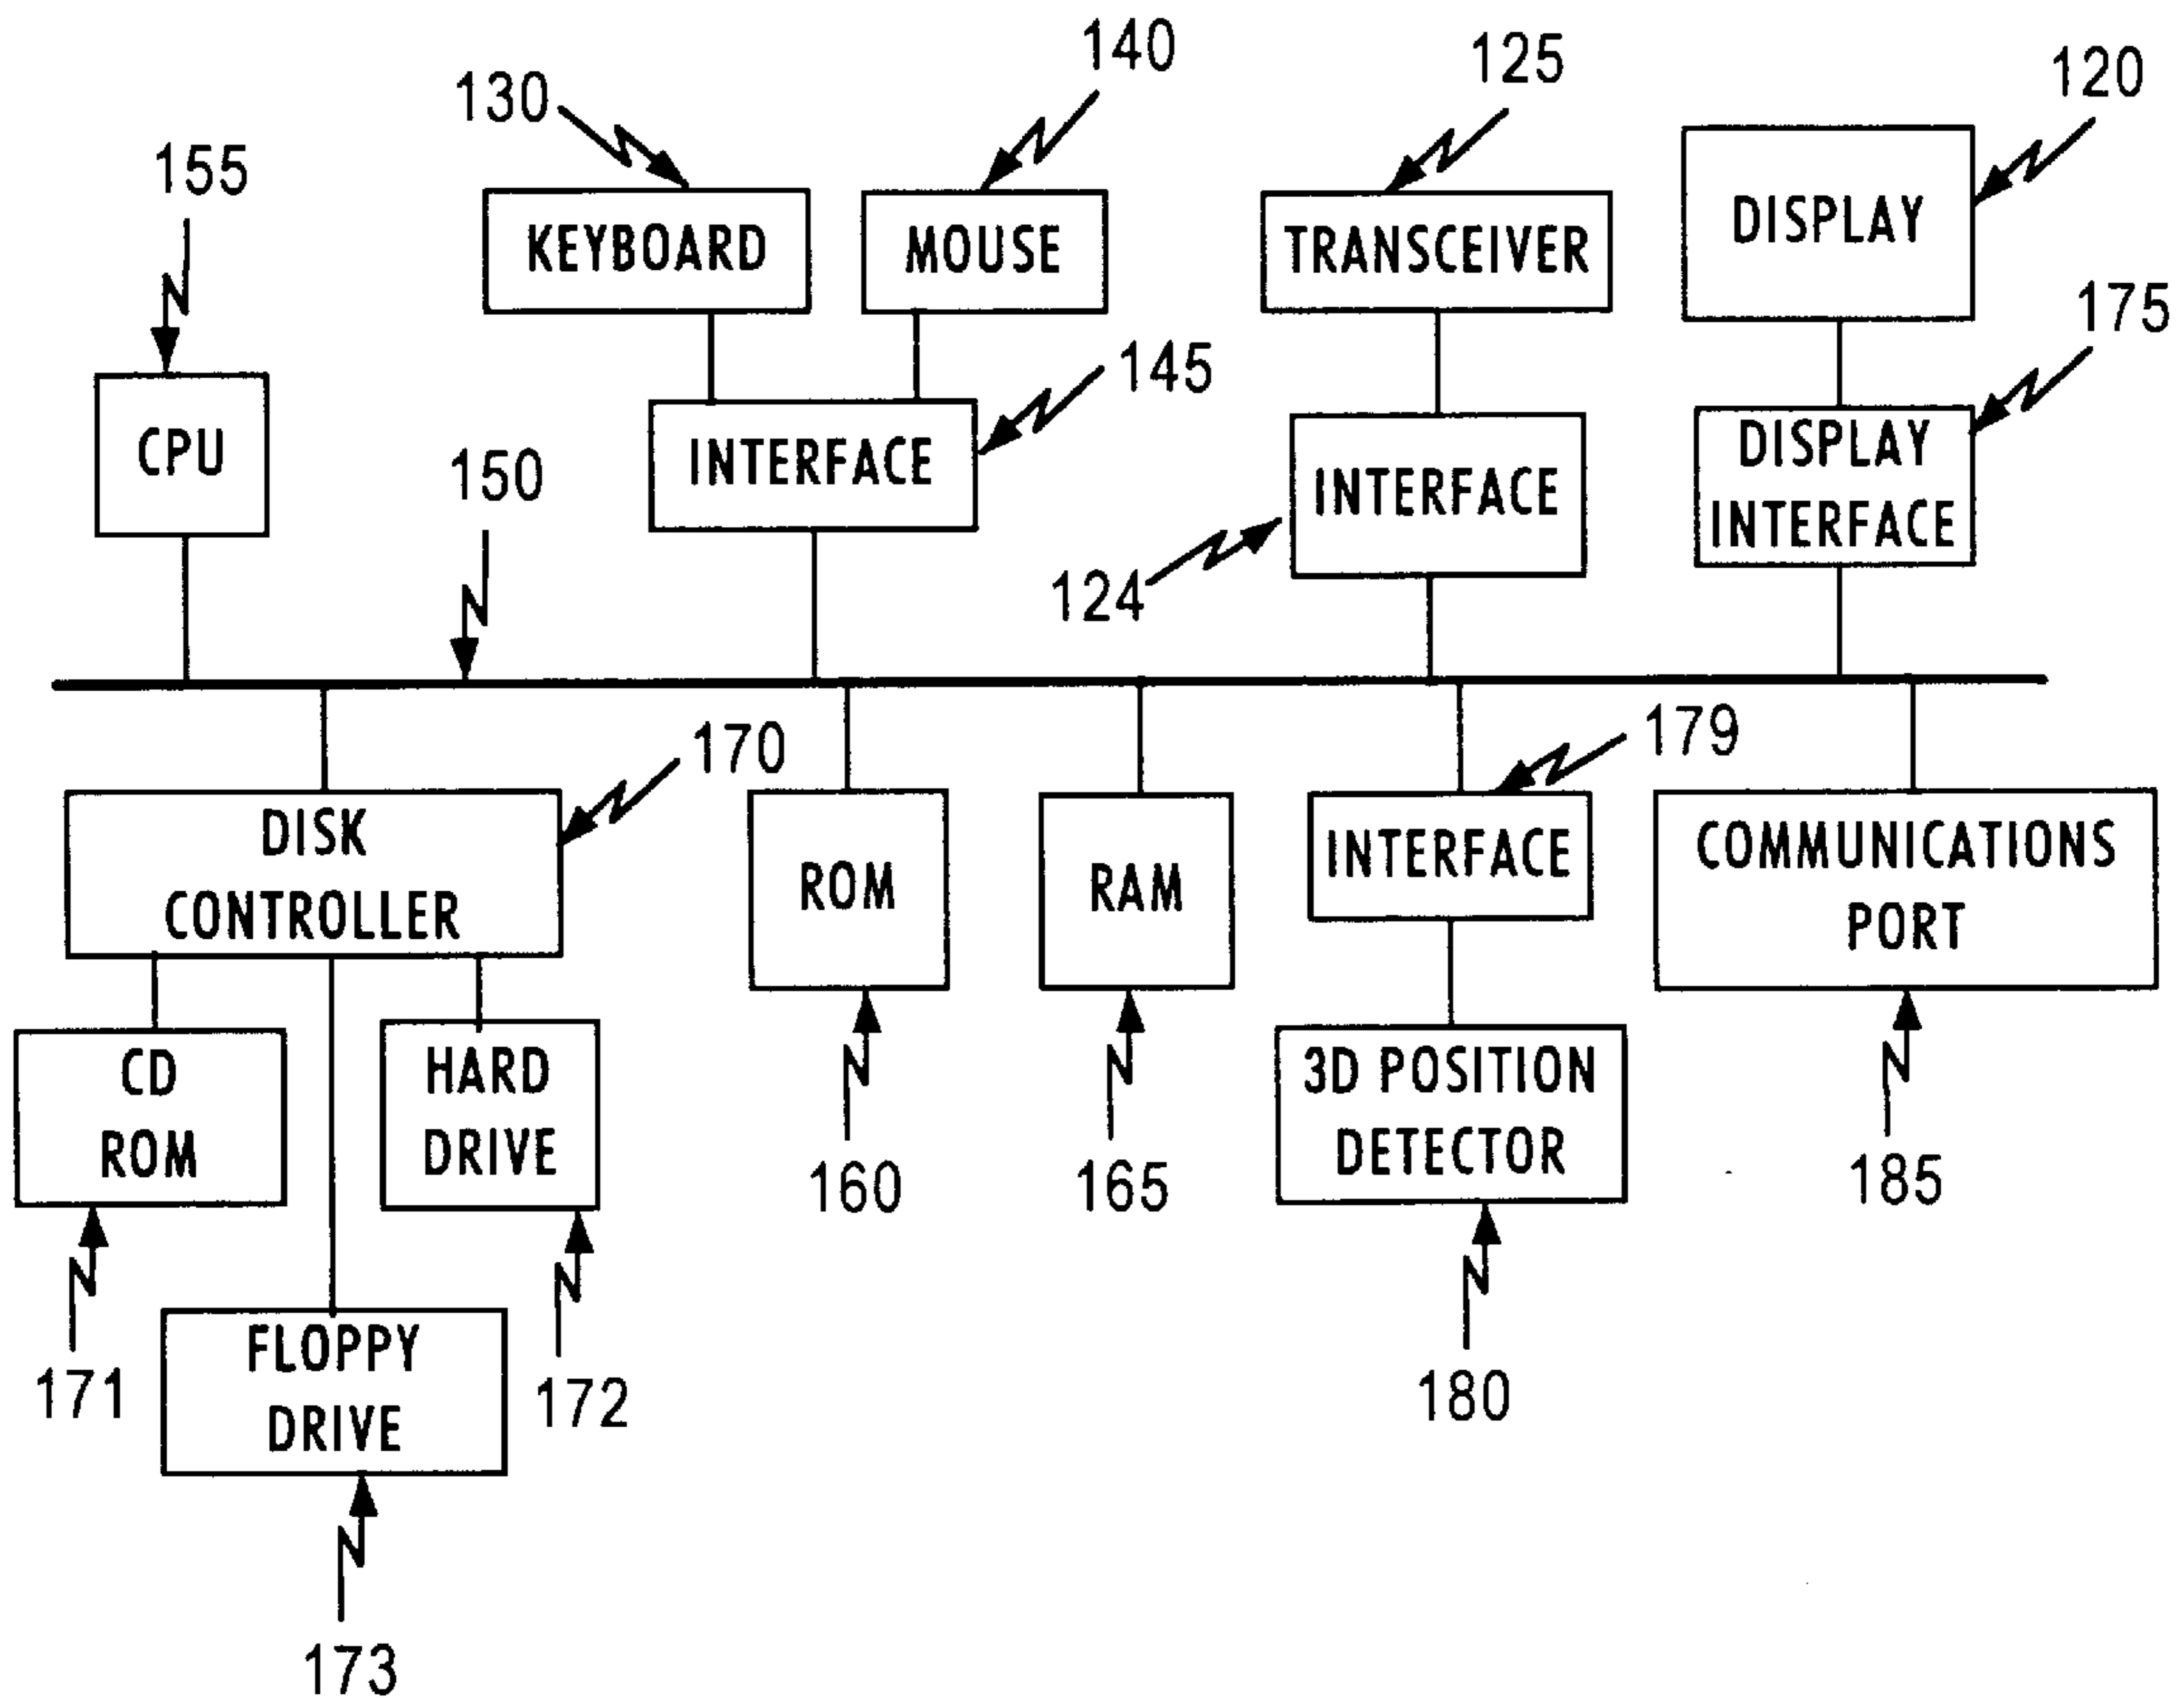 140
125
120
130
155
KEYBOARD
MOUSE
TRANSCEIVER
DISPLAY
175
145
CPU
INTERFACE
INTERFACE
DISPLAY
INTERFACE
150
124
170
179
DISK
CONTROLLER
ROM
RAM
INTERFACE
COMMUNICATIONS
PORT
CD
ROM
HARD
DRIVE
3D POSITION
DETECTOR
160
165
185
171
FLOPPY
DRIVE
172
180
173